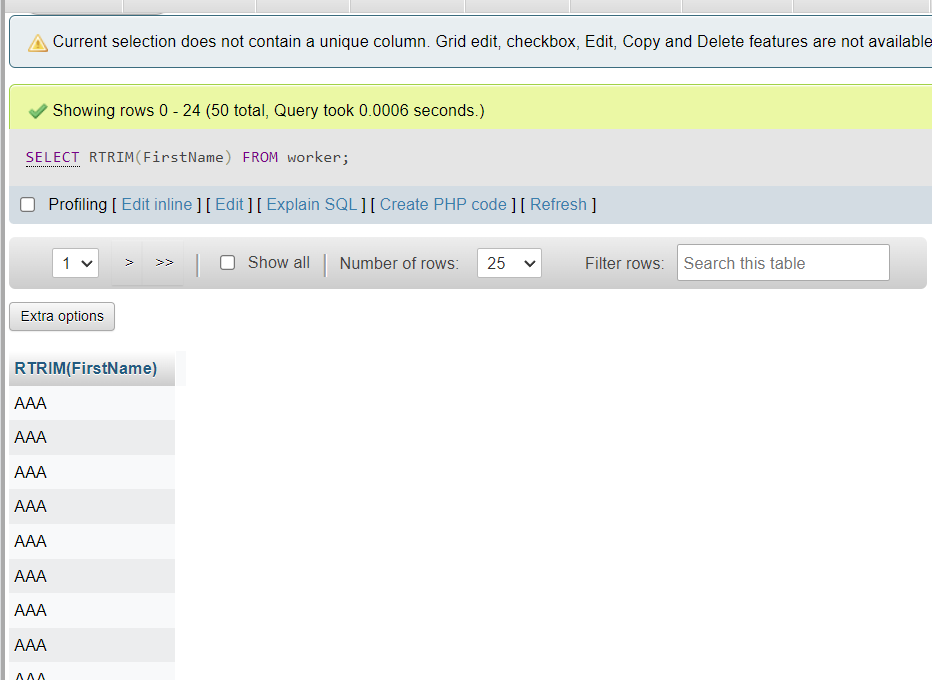 Current selection does not contain a unique column. Grid edit, checkbox, Edit, Copy and Delete features are not available
Showing rows 0 - 24 (50 total, Query took 0.0006 seconds.)
SELECT RTRIM(FirstName) FROM worker;
Profiling [ Edit inline ] [ Edit ] [ Explain SQL ] [ Create PHP code ] [ Refresh ]
1 > >> | Show all | Number of rows: 25 Filter rows: Search this table
Extra options
RTRIM(FirstName)
AAA
AAA
AAA
AAA
AAA
AAA
AAA
AAA
AAA